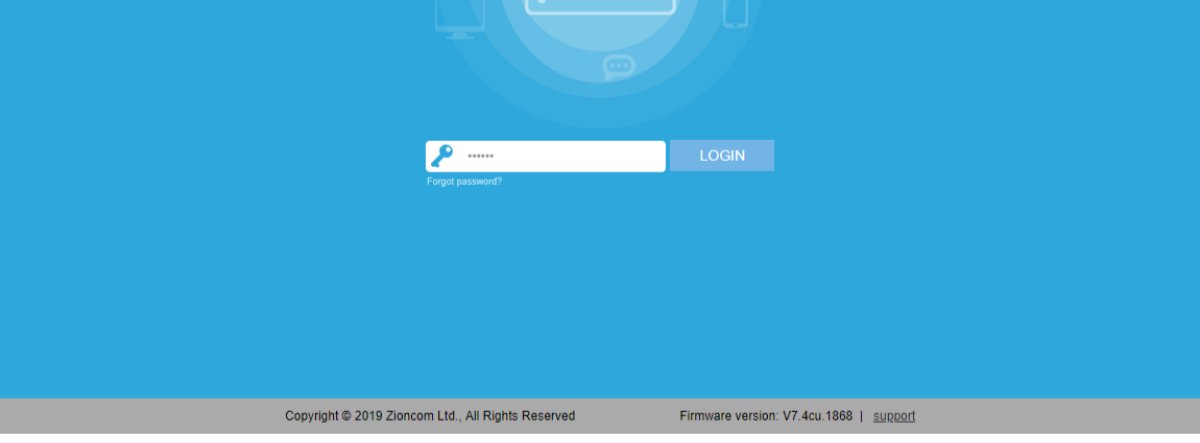 •••••• LOGIN
Forgot password?
Copyright © 2019 Zioncom Ltd., All Rights Reserved Firmware version: V7.4cu.1868 | support